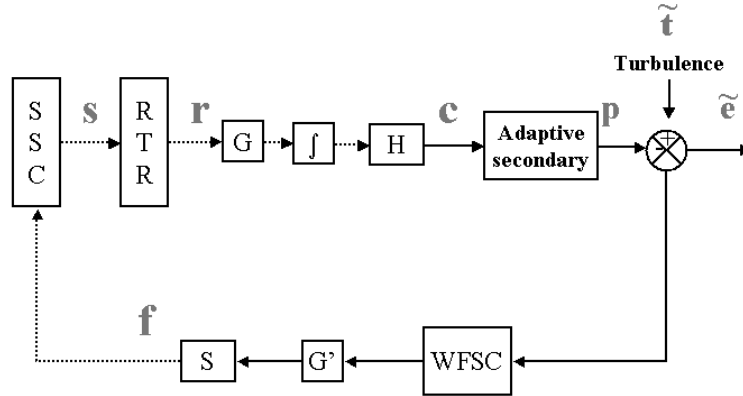 t̃
Turbulence
S
S
C
s
R
T
R
r
G
∫
H
c
Adaptive
secondary
p
+
-
ẽ
f
S
G’
WFSC